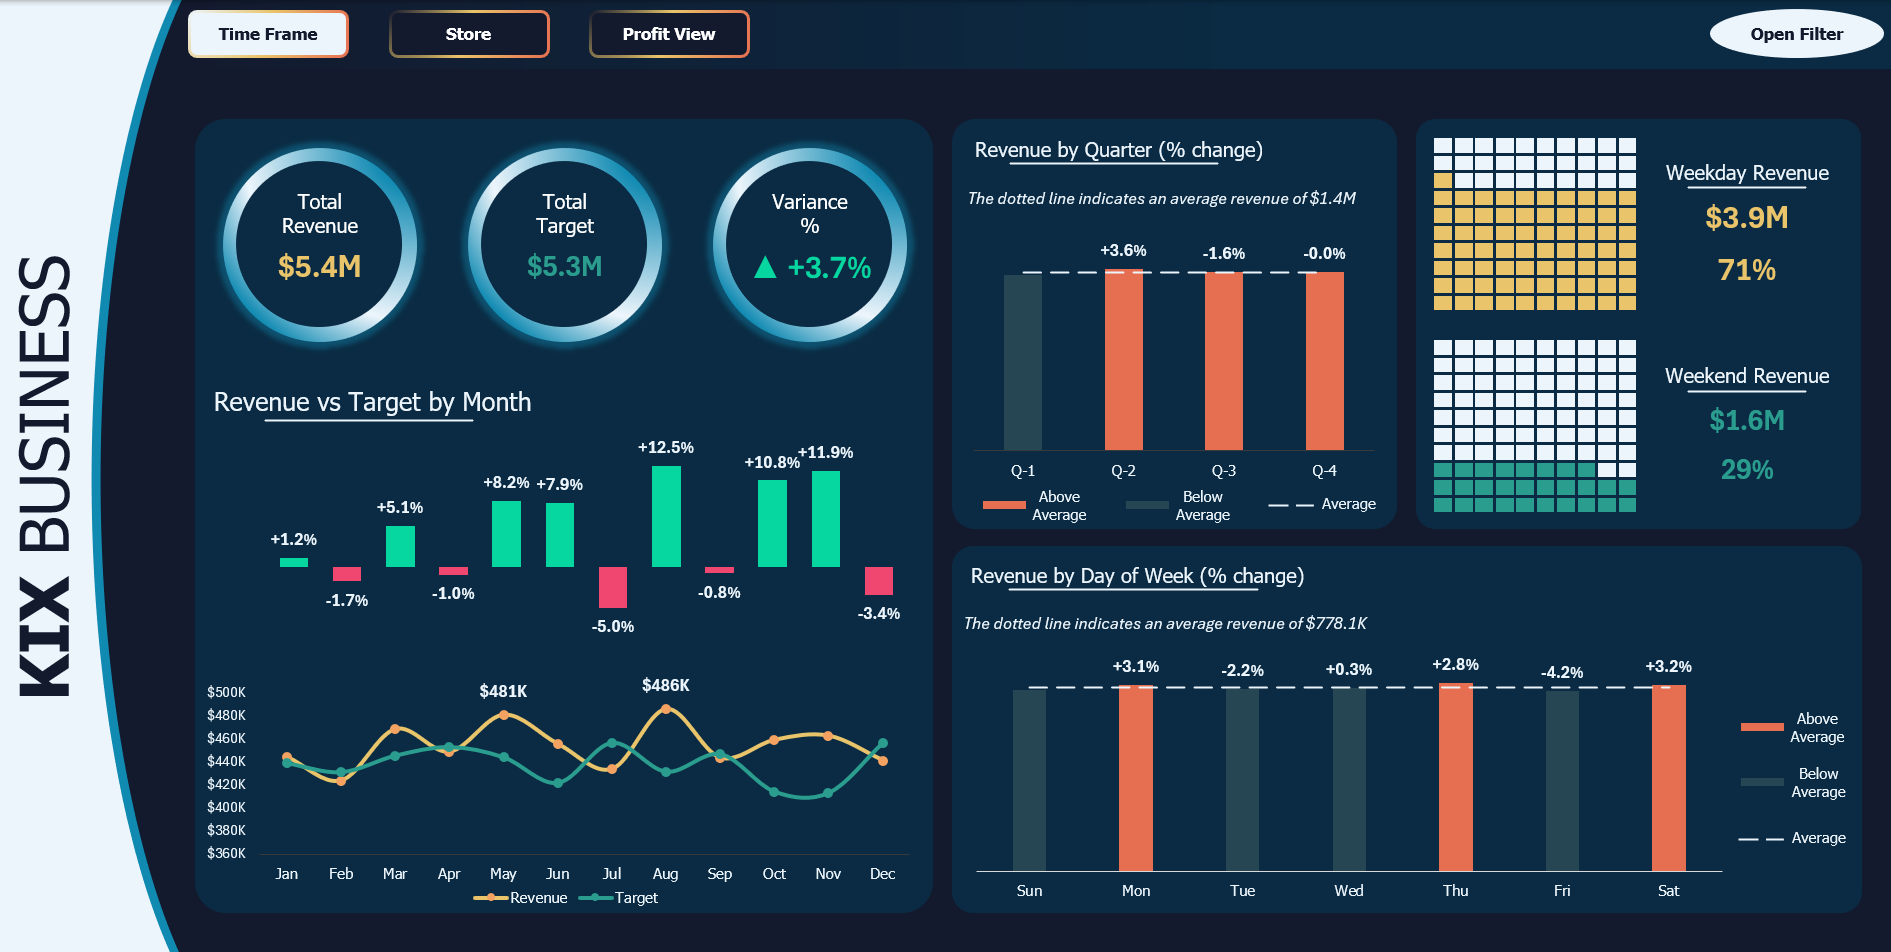 KIX BUSINESS
Time Frame
Store
Profit View
Open Filter
Total
Revenue
$5.4M
Total
Target
$5.3M
Variance
%
▲ +3.7%
Revenue vs Target by Month
+1.2%
-1.7%
+5.1%
-1.0%
+8.2%
+7.9%
-5.0%
+12.5%
-0.8%
+10.8%
+11.9%
-3.4%
$481K
$486K
$500K
$480K
$460K
$440K
$420K
$400K
$380K
$360K
Jan Feb Mar Apr May Jun Jul Aug Sep Oct Nov Dec
Revenue Target
Revenue by Quarter (% change)
The dotted line indicates an average revenue of $1.4M
+3.6%
-1.6%
-0.0%
Q-1 Q-2 Q-3 Q-4
Above
Average
Below
Average
Average
Weekday Revenue
$3.9M
71%
Weekend Revenue
$1.6M
29%
Revenue by Day of Week (% change)
The dotted line indicates an average revenue of $778.1K
+3.1%
-2.2%
+0.3%
+2.8%
-4.2%
+3.2%
Sun Mon Tue Wed Thu Fri Sat
Above
Average
Below
Average
Average